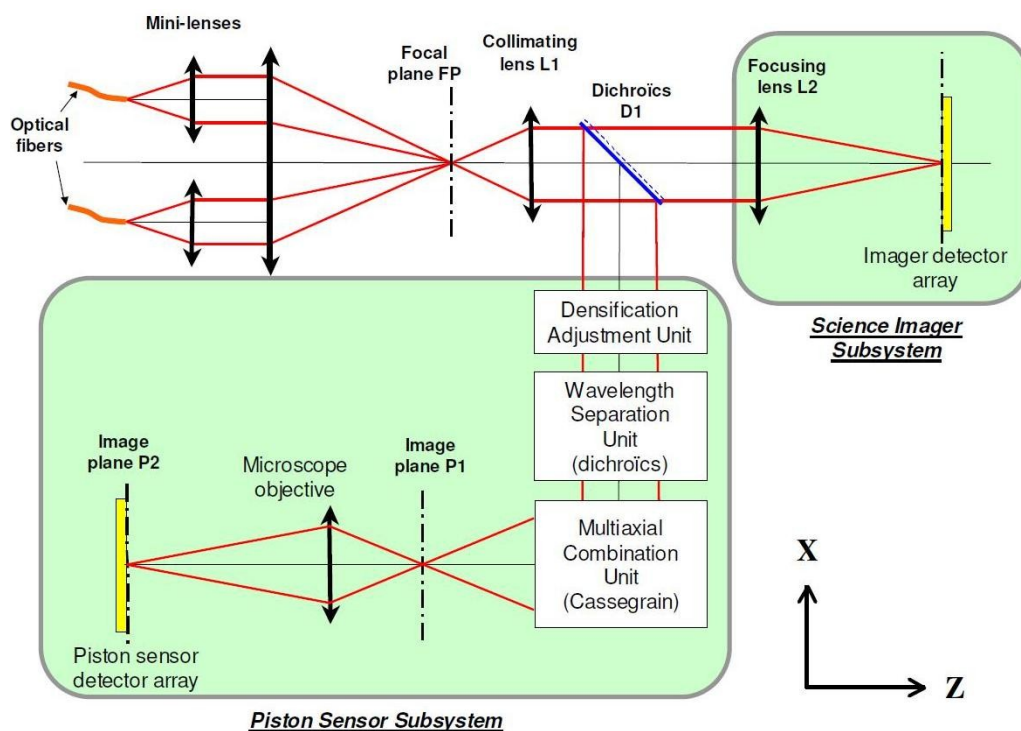 Mini-lenses
Optical
fibers
Focal
plane FP
Collimating
lens L1
Dichroïcs
D1
Focusing
lens L2
Imager detector
array
Science Imager
Subsystem
Densification
Adjustment Unit
Wavelength
Separation
Unit
(dichroïcs)
Multiaxial
Combination
Unit
(Cassegrain)
Image
plane P2
Microscope
objective
Image
plane P1
Piston sensor
detector array
Piston Sensor Subsystem
X
Z